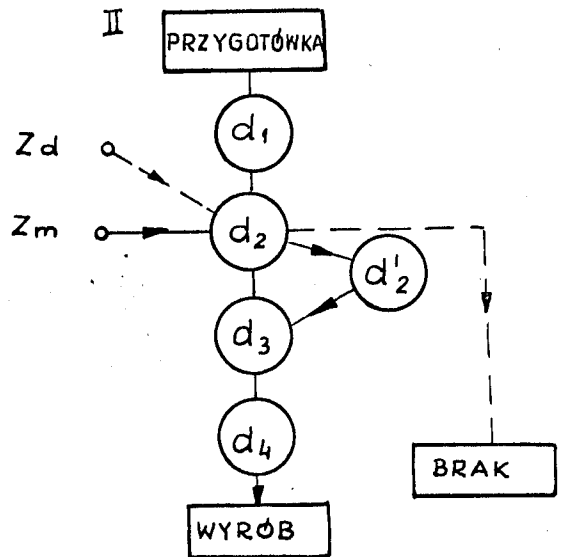 II
PRZYGOTÓWKA
d₁
Zd
Zm
d₂
d'₂
d₃
d₄
BRAK
WYRÓB